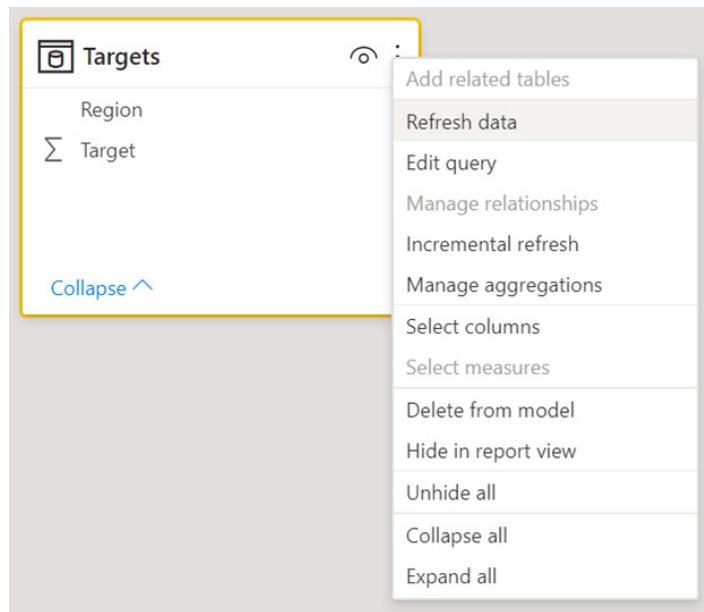 Targets
Region
Σ Target
Collapse
Add related tables
Refresh data
Edit query
Manage relationships
Incremental refresh
Manage aggregations
Select columns
Select measures
Delete from model
Hide in report view
Unhide all
Collapse all
Expand all